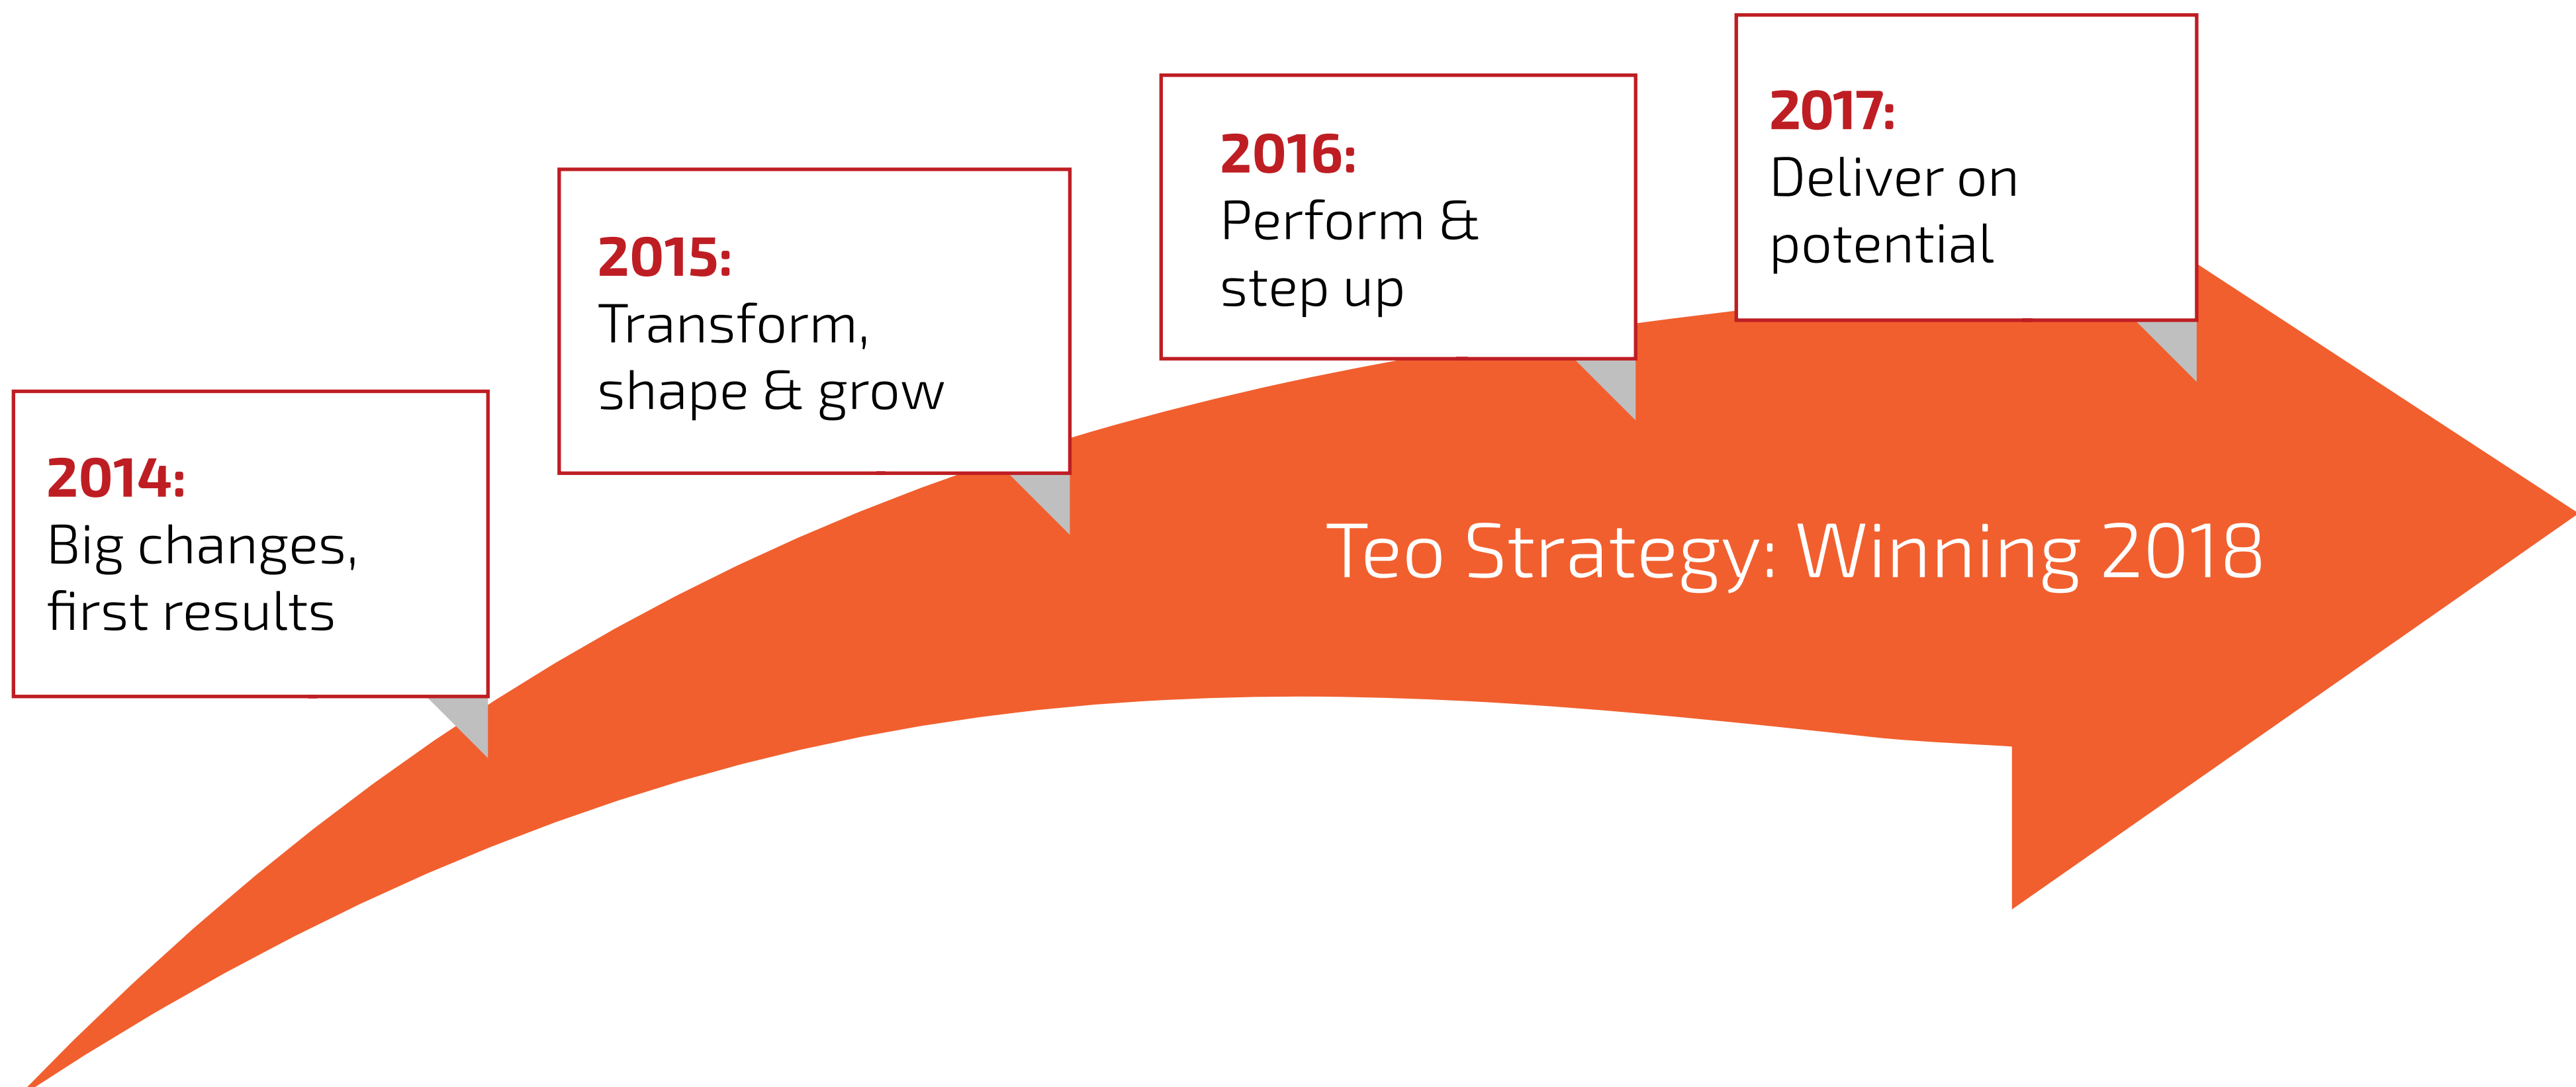 2014:
Big changes,
first results
2015:
Transform,
shape & grow
2016:
Perform &
step up
2017:
Deliver on
potential
Teo Strategy: Winning 2018